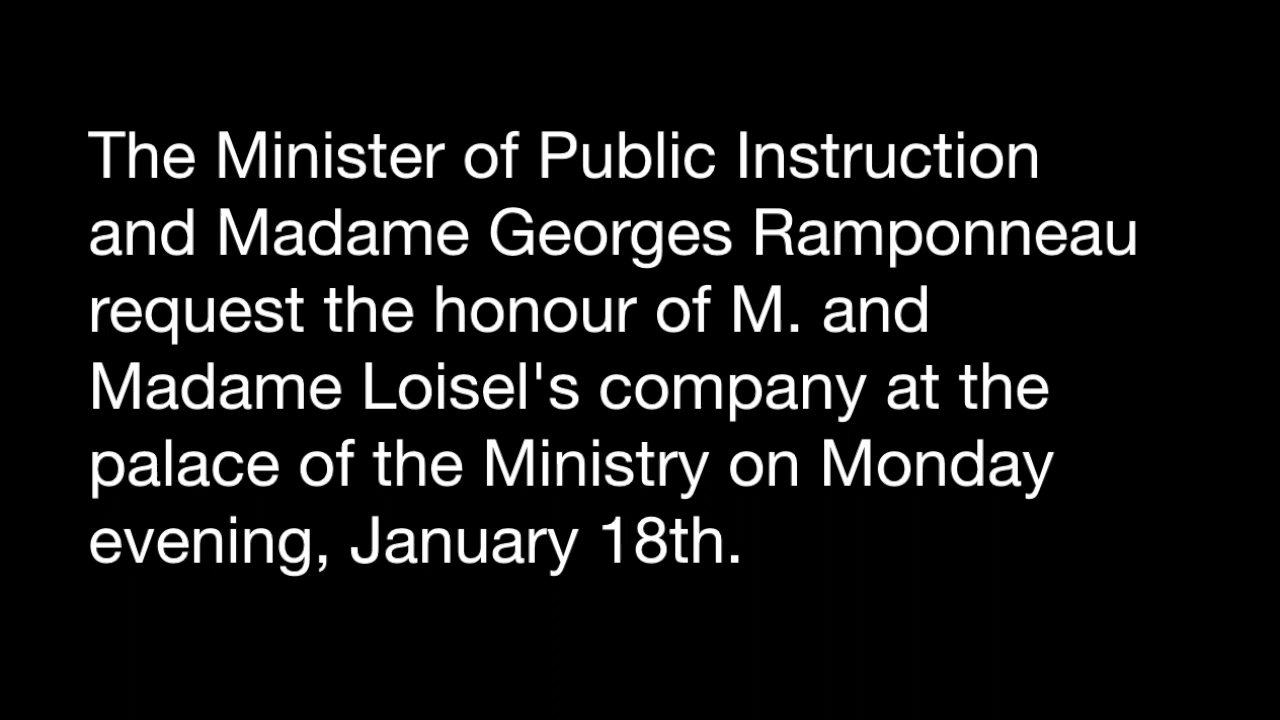 The Minister of Public Instruction
and Madame Georges Ramponneau
request the honour of M. and
Madame Loisel's company at the
palace of the Ministry on Monday
evening, January 18th.